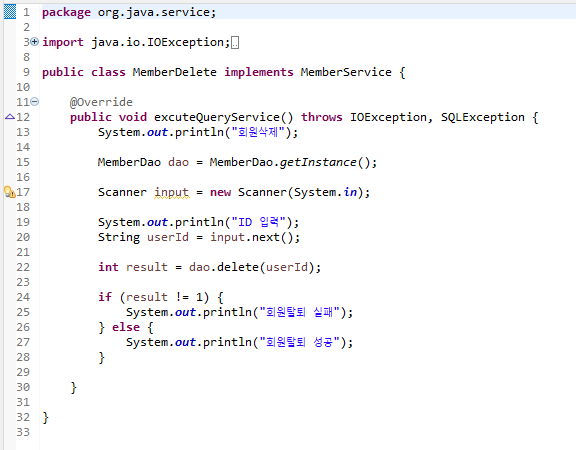 1 package org.java.service;
2
3 import java.io.IOException;
8
9 public class MemberDelete implements MemberService {
10
11 @Override
12 public void excuteQueryService() throws IOException, SQLException {
13 System.out.println("회원삭제");
14
15 MemberDao dao = MemberDao.getInstance();
16
17 Scanner input = new Scanner(System.in);
18
19 System.out.println("ID 입력");
20 String userId = input.next();
21
22 int result = dao.delete(userId);
23
24 if (result != 1) {
25 System.out.println("회원탈퇴 실패");
26 } else {
27 System.out.println("회원탈퇴 성공");
28 }
29
30 }
31
32 }
33